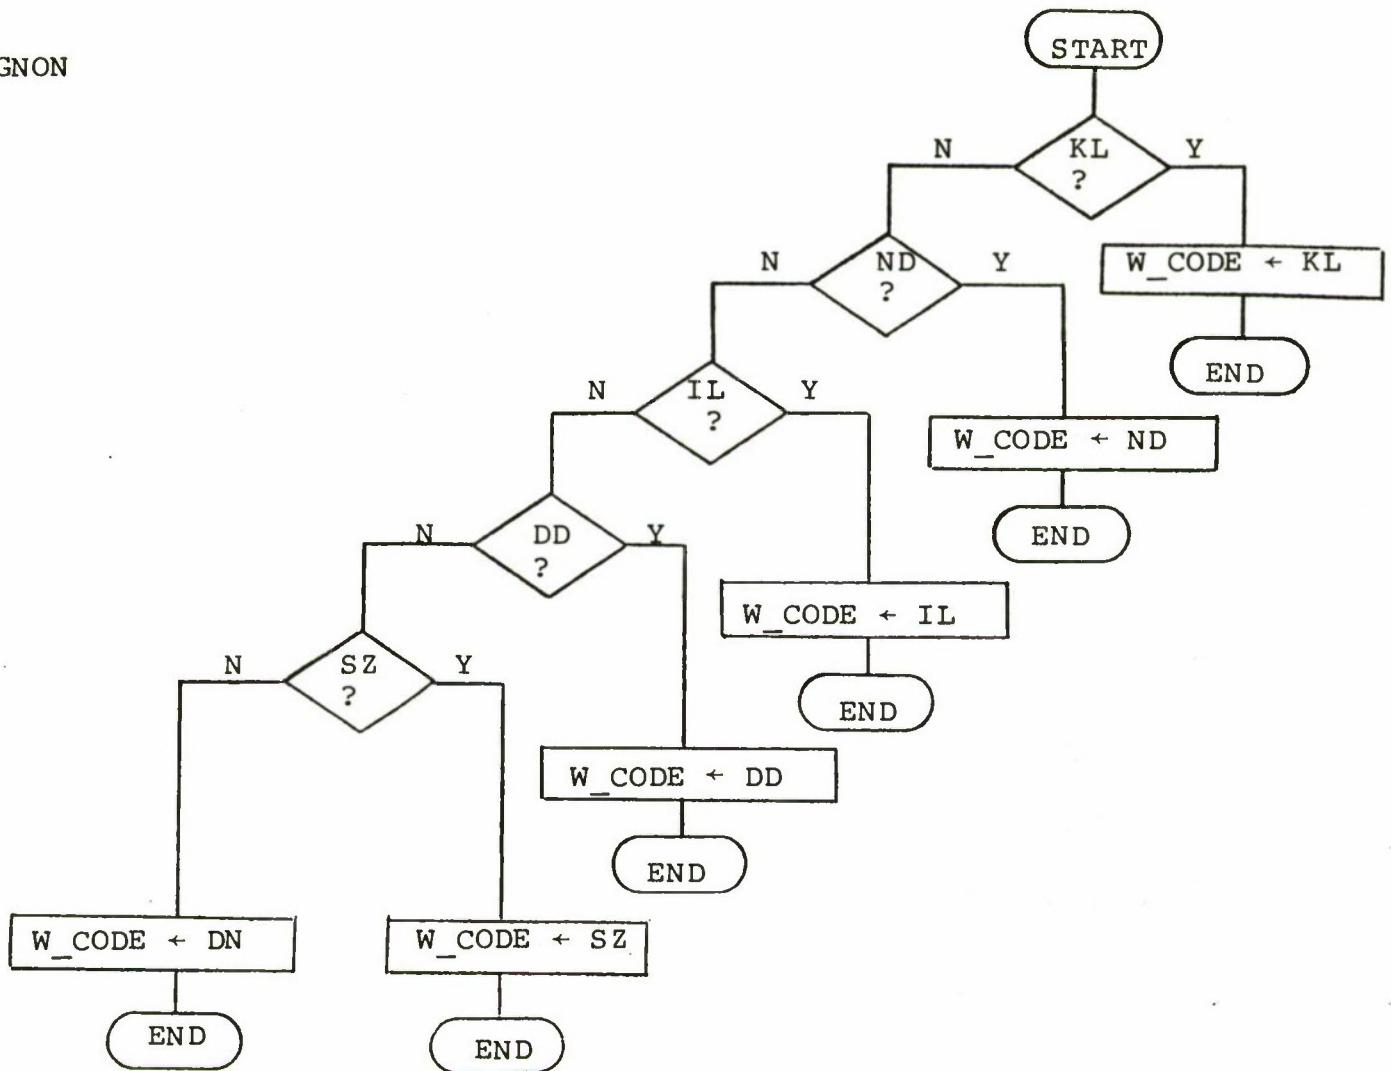 GNON
START
N
KL
?
Y
W_CODE ← KL
END
N
ND
?
Y
W_CODE ← ND
END
N
IL
?
Y
W_CODE ← IL
END
N
DD
?
Y
W_CODE ← DD
END
N
SZ
?
Y
W_CODE ← DN
END
W_CODE ← SZ
END